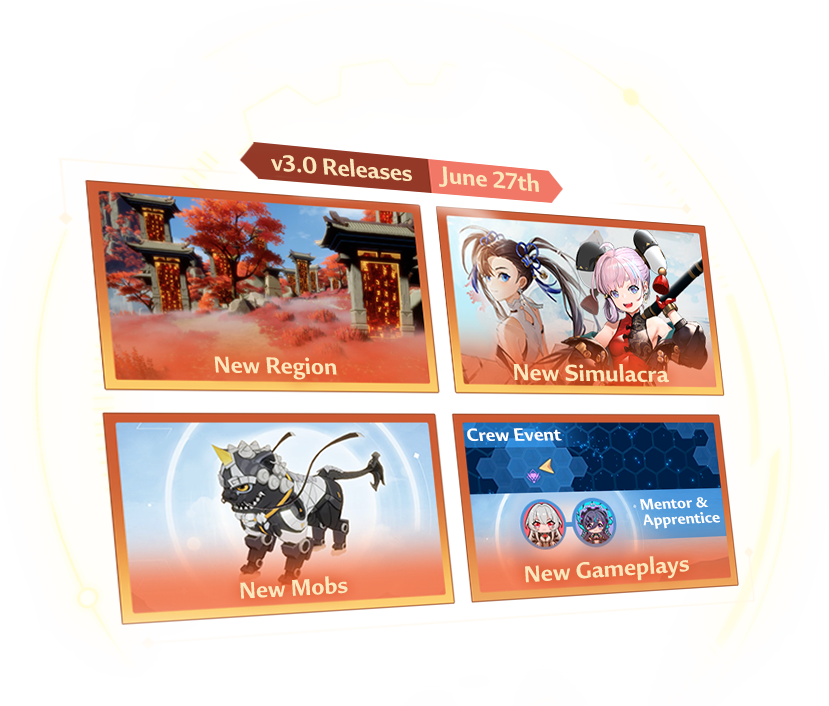 v3.0 Releases June 27th
New Region
New Simulacra
New Mobs
Crew Event
Mentor &
Apprentice
New Gameplays